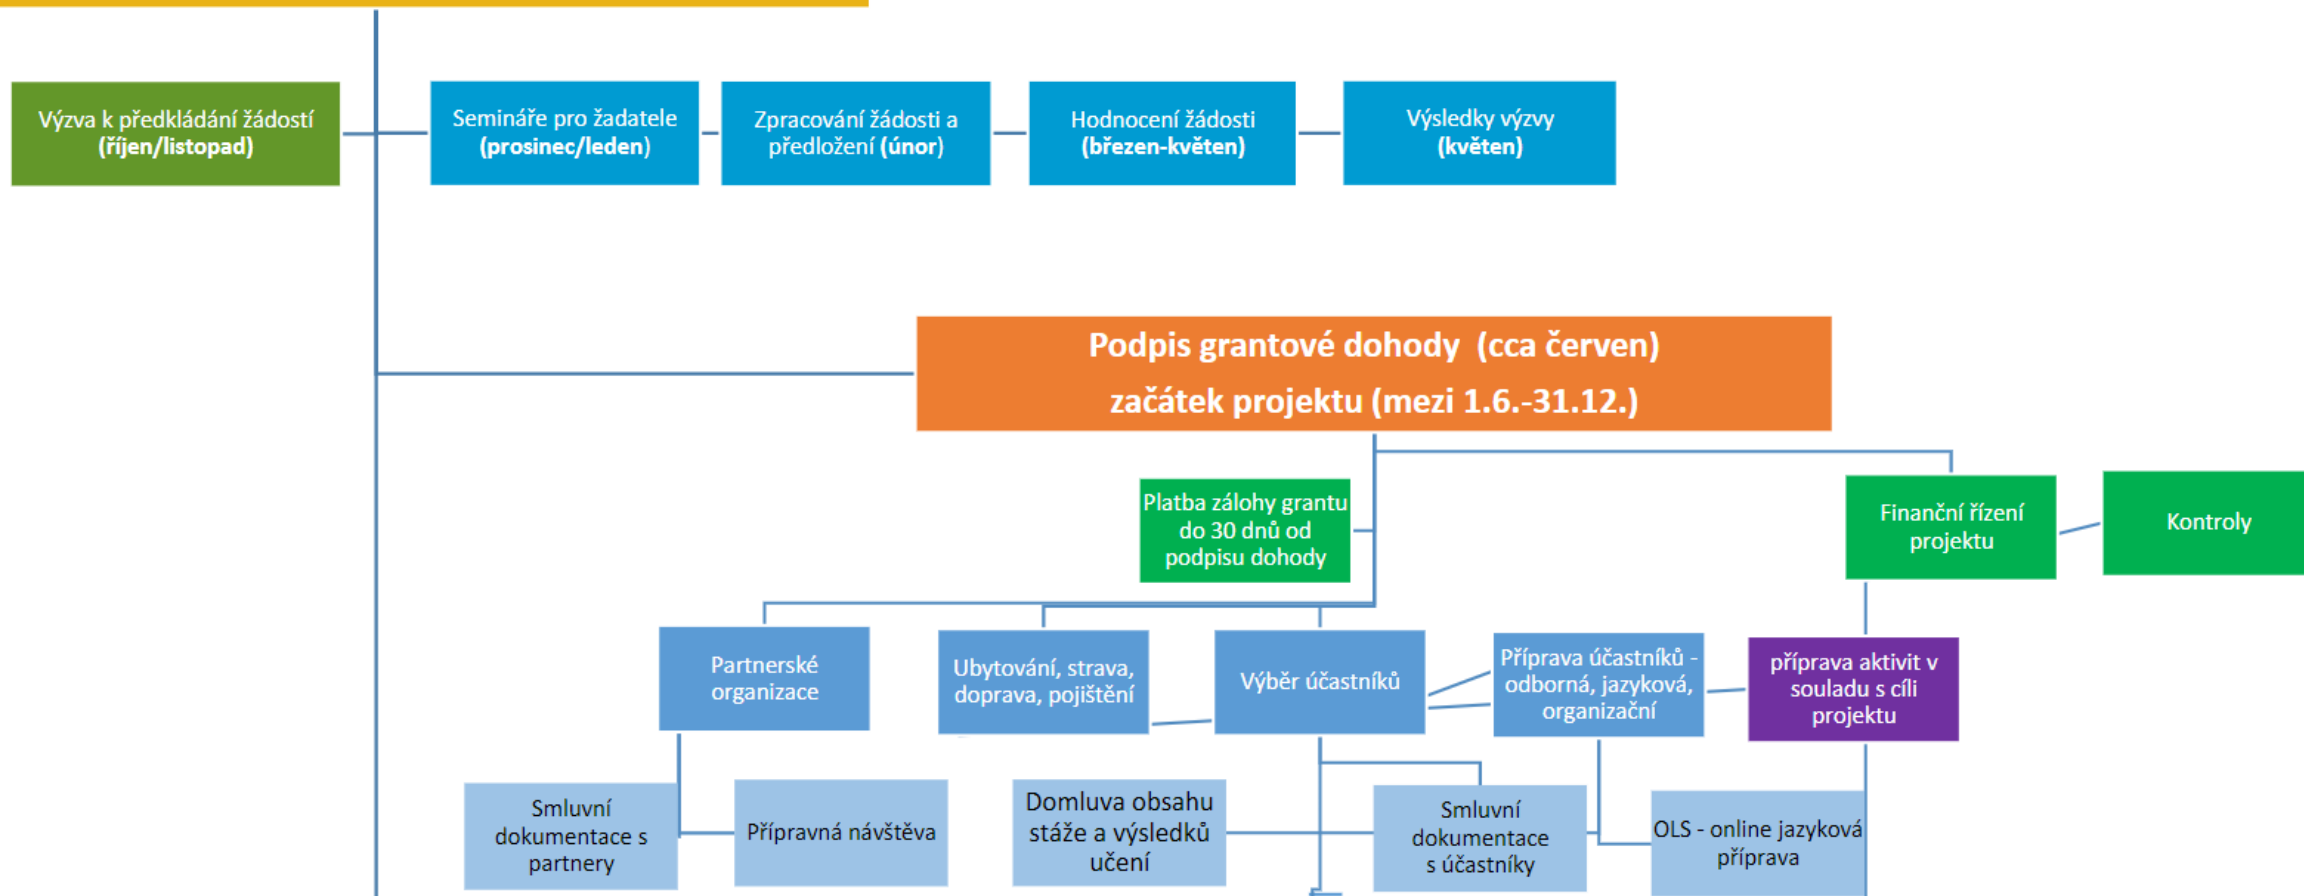 Výzva k předkládání žádostí
(říjen/listopad)
Semináře pro žadatele
(prosinec/leden)
Zpracování žádosti a
předložení (únor)
Hodnocení žádosti
(březen-květen)
Výsledky výzvy
(květen)
Podpis grantové dohody (cca červen)
začátek projektu (mezi 1.6.-31.12.)
Platba zálohy grantu
do 30 dnů od
podpisu dohody
Finanční řízení
projektu
Kontroly
Partnerské
organizace
Ubytování, strava,
doprava, pojištění
Výběr účastníků
Příprava účastníků -
odborná, jazyková,
organizační
příprava aktivit v
souladu s cíli
projektu
Smluvní
dokumentace s
partnery
Přípravná návštěva
Domluva obsahu
stáže a výsledků
učení
Smluvní
dokumentace
s účastníky
OLS - online jazyková
příprava